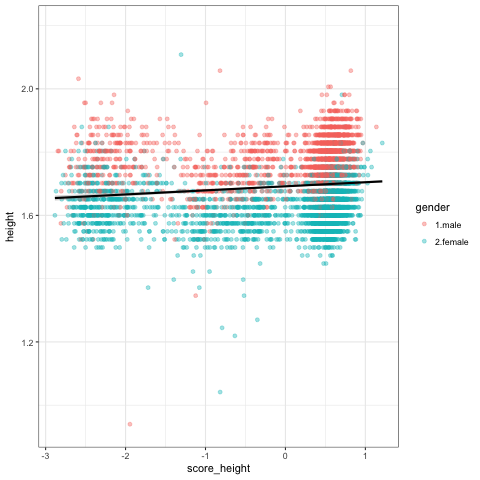 2.0
1.6
1.2
height
-3 -2 -1 0 1
score_height
gender
1.male
2.female